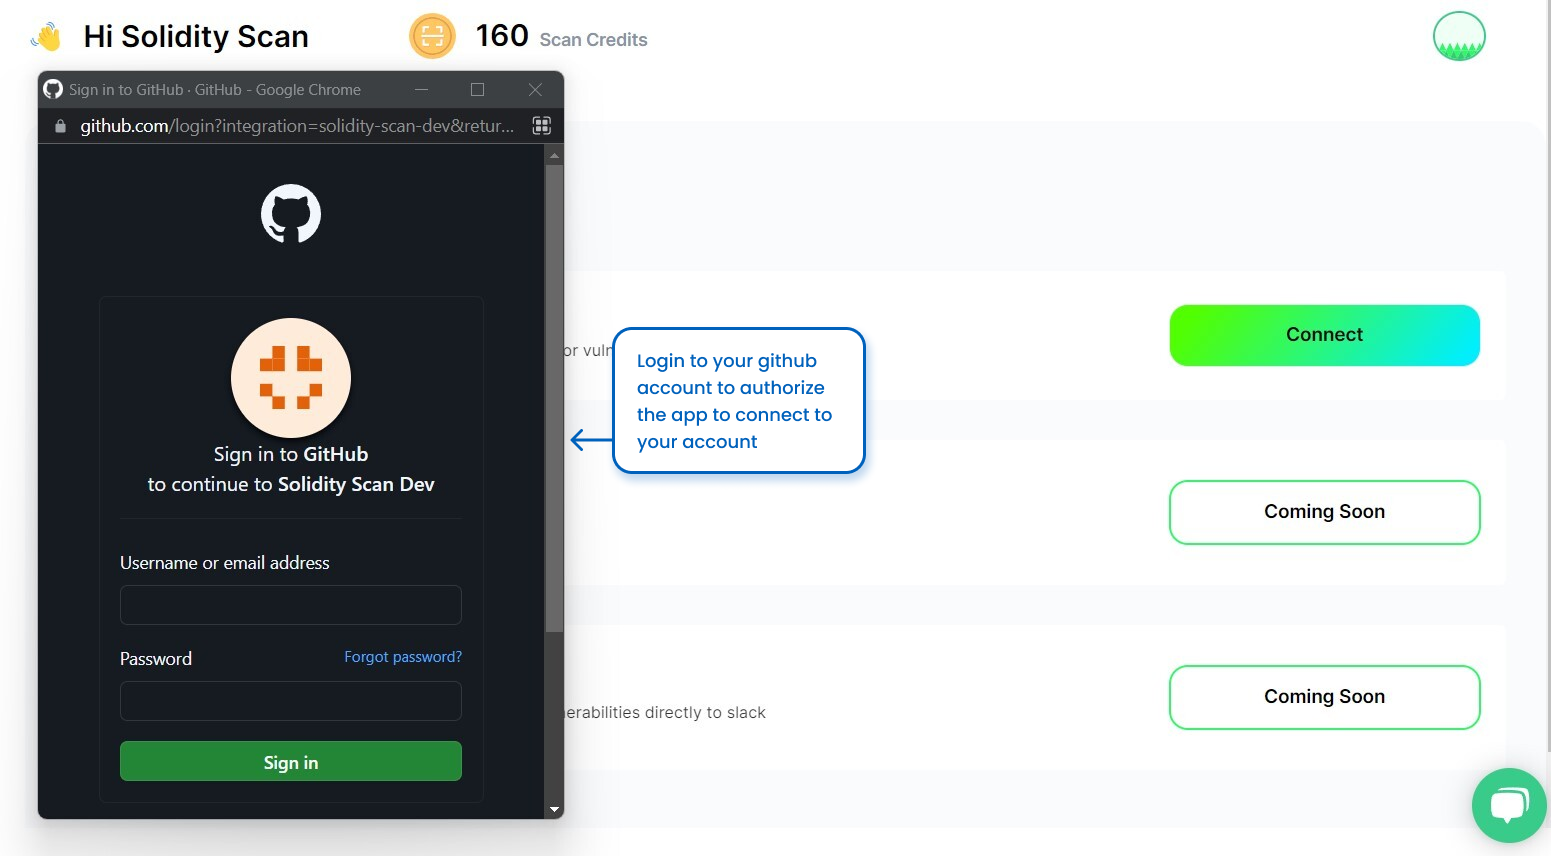 Hi Solidity Scan
160 Scan Credits
Sign in to GitHub · GitHub - Google Chrome
github.com/login?integration=solidity-scan-dev&retur...
Sign in to GitHub
to continue to Solidity Scan Dev
Username or email address
Password
Forgot password?
Sign in
or vuln
Login to your github
account to authorize
the app to connect to
your account
Connect
Coming Soon
erabilities directly to slack
Coming Soon